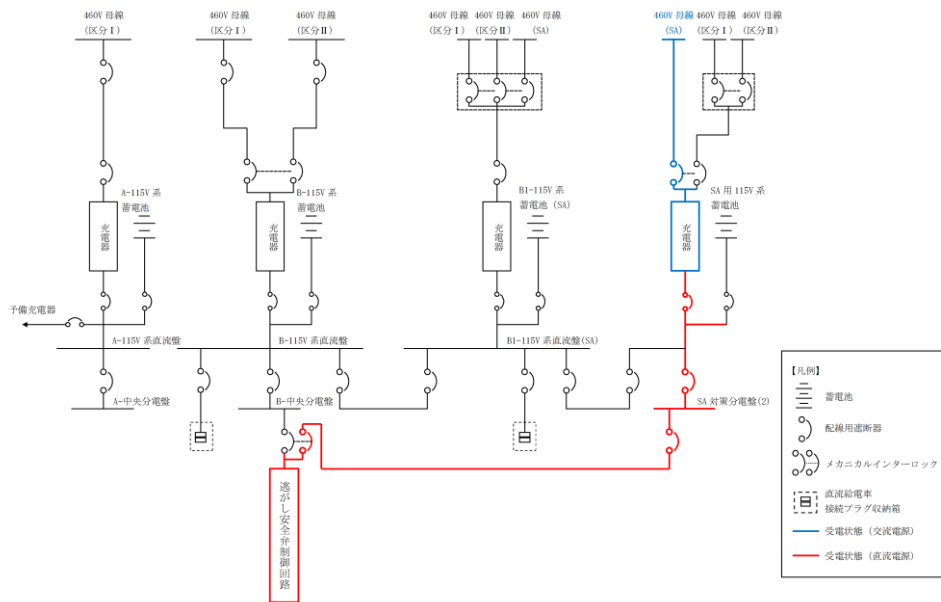 460V 母線
(区分Ⅰ)
460V 母線
(区分Ⅰ)
460V 母線
(区分Ⅱ)
460V 母線
(区分Ⅰ)
460V 母線
(区分Ⅱ)
460V 母線
(SA)
460V 母線
(SA)
460V 母線
(区分Ⅰ)
460V 母線
(区分Ⅱ)
A-115V 系
蓄電池
充電器
B-115V 系
蓄電池
充電器
B1-115V 系
蓄電池 (SA)
充電器
SA 用 115V 系
蓄電池
充電器
予備充電器
A-115V 系直流盤
B-115V 系直流盤
B1-115V 系直流盤(SA)
A-中央分電盤
B-中央分電盤
SA 対策分電盤(2)
逃がし安全弁制御回路
【凡例】
蓄電池
配線用遮断器
メカニカルインターロック
直流給電車
接続プラグ収納箱
受電状態 (交流電源)
受電状態 (直流電源)